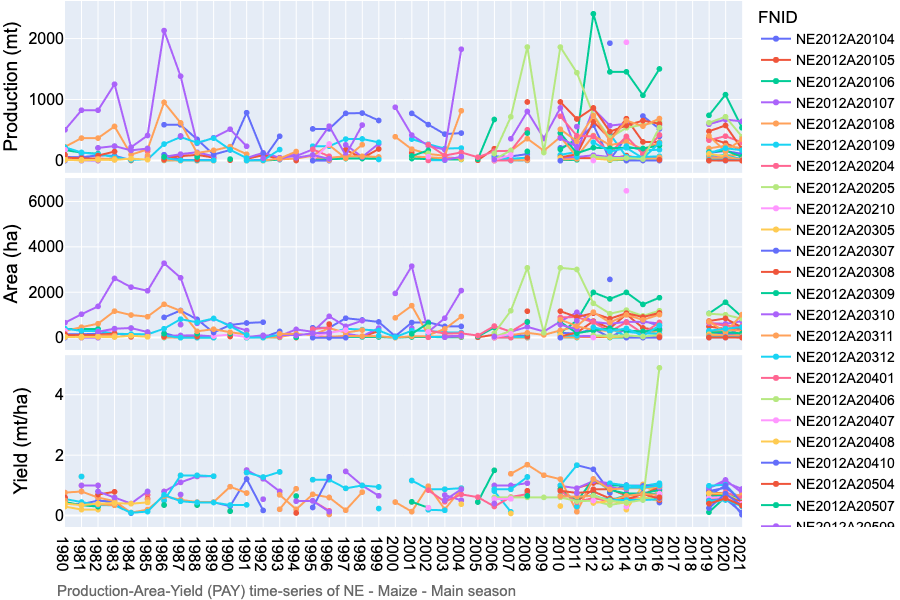 FNID
Production (mt)
2000
1000
0
Area (ha)
6000
4000
2000
0
Yield (mt/ha)
4
2
0
1980 1981 1982 1983 1984 1985 1986 1987 1988 1989 1990 1991 1992 1993 1994 1995 1996 1997 1998 1999 2000 2001 2002 2003 2004 2005 2006 2007 2008 2009 2010 2011 2012 2013 2014 2015 2016 2017 2018 2019 2020 2021
NE2012A20104
NE2012A20105
NE2012A20106
NE2012A20107
NE2012A20108
NE2012A20109
NE2012A20204
NE2012A20205
NE2012A20210
NE2012A20305
NE2012A20307
NE2012A20308
NE2012A20309
NE2012A20310
NE2012A20311
NE2012A20312
NE2012A20401
NE2012A20406
NE2012A20407
NE2012A20408
NE2012A20410
NE2012A20504
NE2012A20507
NE2012A20509
Production-Area-Yield (PAY) time-series of NE - Maize - Main season